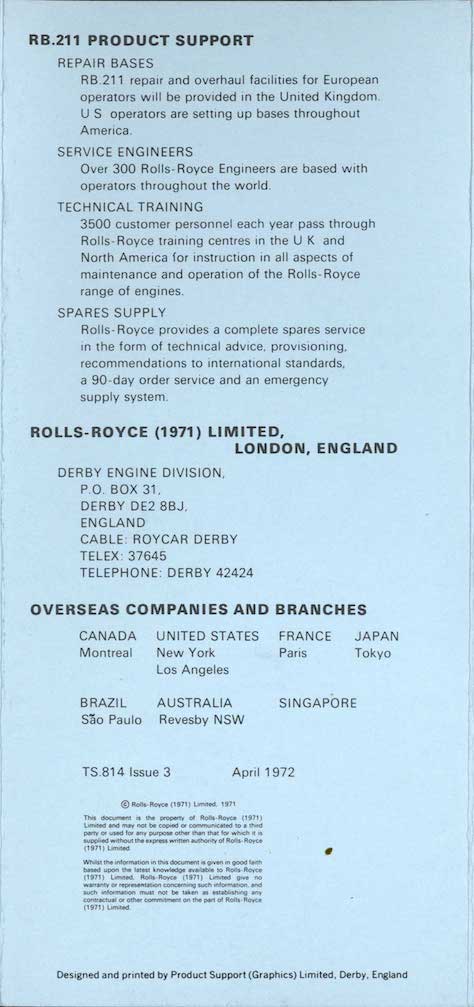 RB.211 PRODUCT SUPPORT
REPAIR BASES
RB.211 repair and overhaul facilities for European
operators will be provided in the United Kingdom.
U S operators are setting up bases throughout
America.
SERVICE ENGINEERS
Over 300 Rolls-Royce Engineers are based with
operators throughout the world.
TECHNICAL TRAINING
3500 customer personnel each year pass through
Rolls-Royce training centres in the U K and
North America for instruction in all aspects of
maintenance and operation of the Rolls-Royce
range of engines.
SPARES SUPPLY
Rolls-Royce provides a complete spares service
in the form of technical advice, provisioning,
recommendations to international standards,
a 90-day order service and an emergency
supply system.
ROLLS-ROYCE (1971) LIMITED,
LONDON, ENGLAND
DERBY ENGINE DIVISION,
P.O. BOX 31,
DERBY DE2 8BJ,
ENGLAND
CABLE: ROYCAR DERBY
TELEX: 37645
TELEPHONE: DERBY 42424
OVERSEAS COMPANIES AND BRANCHES
CANADA UNITED STATES FRANCE JAPAN
Montreal New York Paris Tokyo
Los Angeles
BRAZIL AUSTRALIA SINGAPORE
São Paulo Revesby NSW
TS.814 Issue 3 April 1972
© Rolls-Royce (1971) Limited, 1971
This document is the property of Rolls-Royce (1971)
Limited and may not be copied or communicated to a third
party or used for any purpose other than that for which it is
supplied without the express written authority of Rolls-Royce
(1971) Limited.
Whilst the information in this document is given in good faith
based upon the latest knowledge available to Rolls-Royce
(1971) Limited, Rolls-Royce (1971) Limited give no
warranty or representation concerning such information, and
such information must not be taken as establishing any
contractual or other commitment on the part of Rolls-Royce
(1971) Limited.
Designed and printed by Product Support (Graphics) Limited, Derby, England